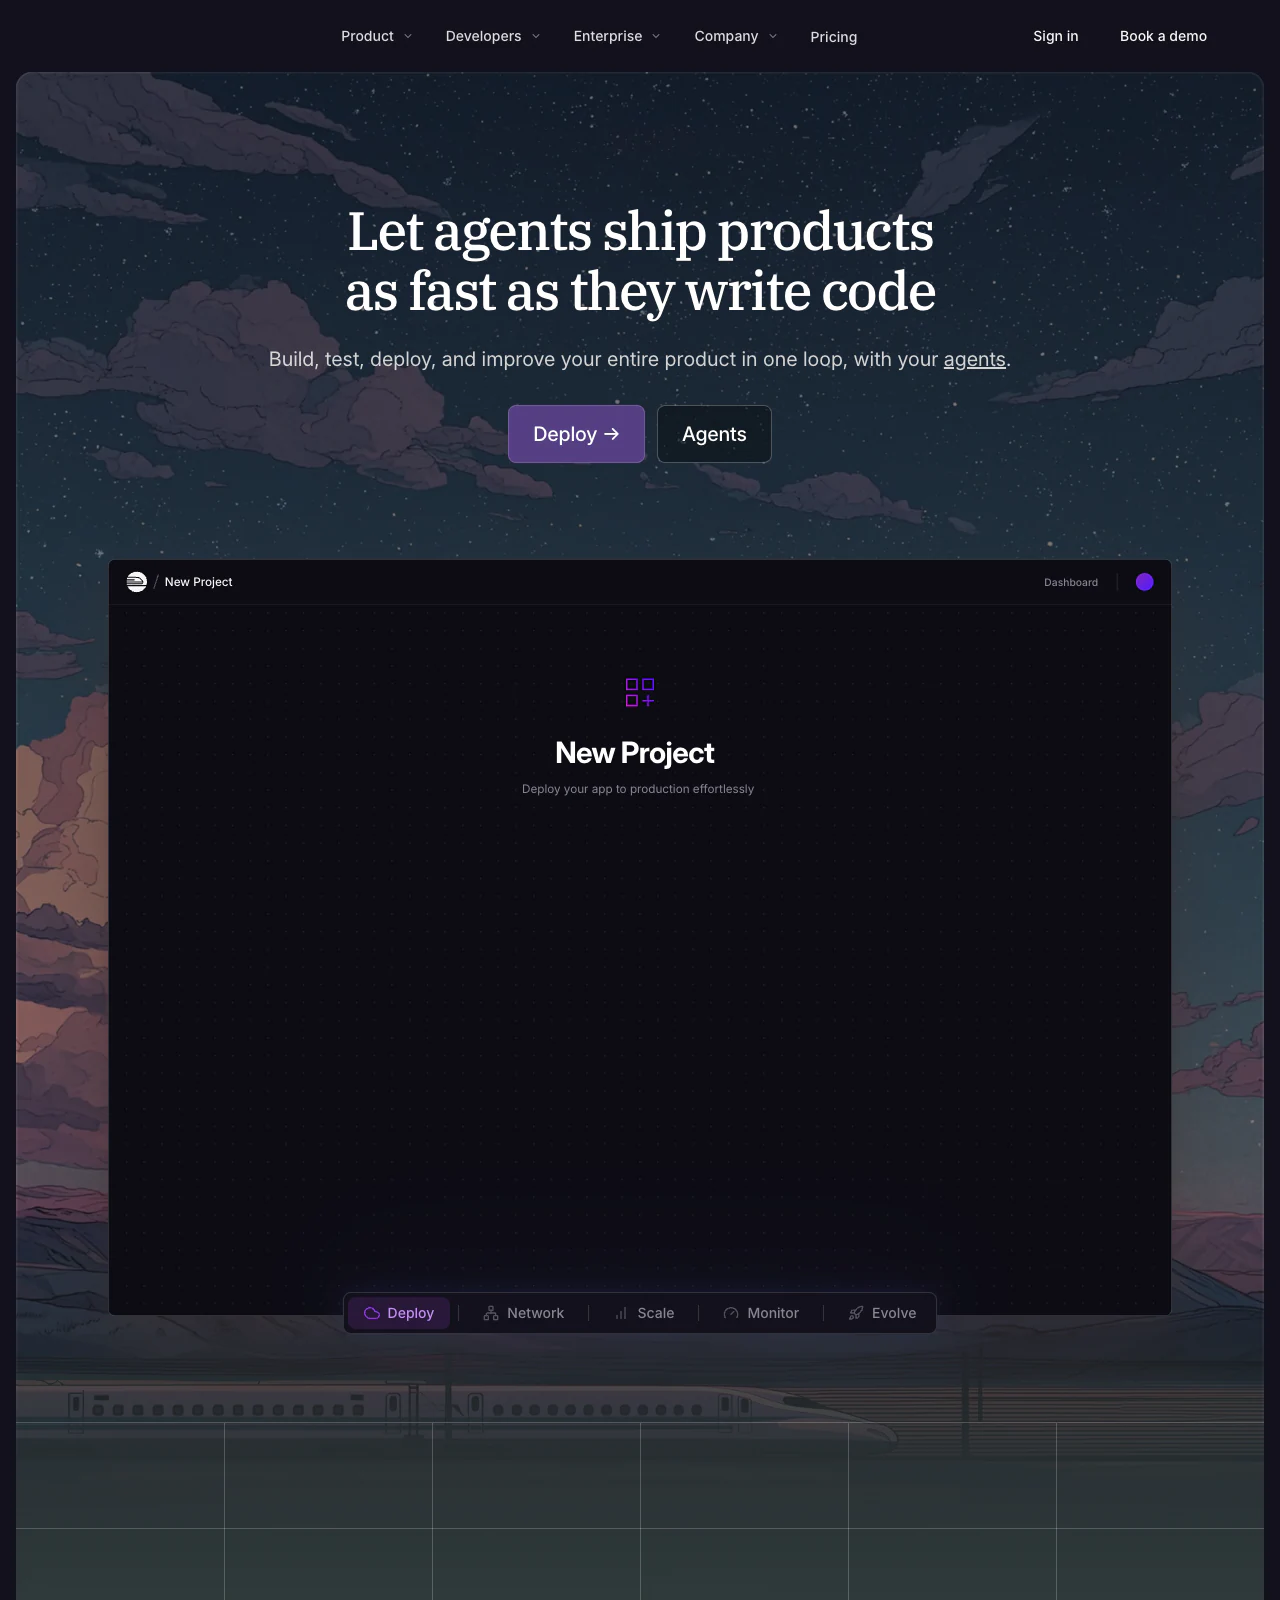 Product
Developers
Enterprise
Company
Pricing
Sign in
Book a demo
Let agents ship products
as fast as they write code
Build, test, deploy, and improve your entire product in one loop, with your agents.
Deploy →
Agents
/ New Project
Dashboard
New Project
Deploy your app to production effortlessly
Deploy
Network
Scale
Monitor
Evolve